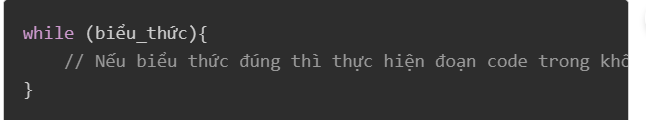 while (biểu_thức){
// Nếu biểu thức đúng thì thực hiện đoạn code trong
}